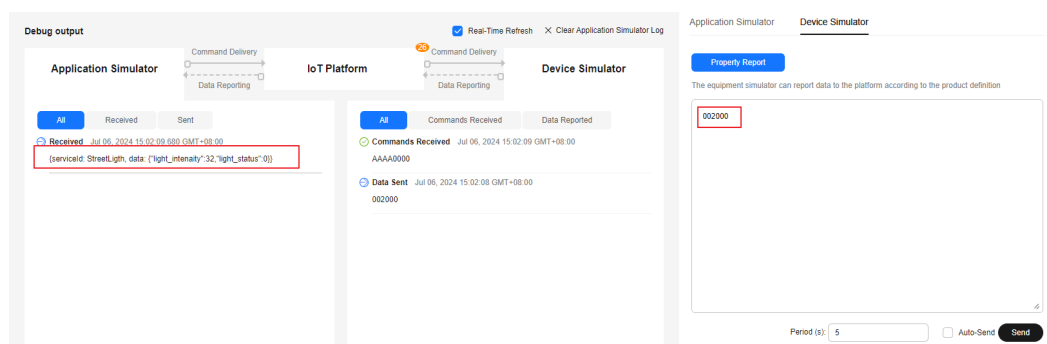 Debug output
Real-Time Refresh
Clear Application Simulator Log
Application Simulator
Command Delivery
Data Reporting
IoT Platform
26
Command Delivery
Data Reporting
Device Simulator
All
Received
Sent
Received Jul 06, 2024 15:02:09 680 GMT+08:00
{serviceId: StreetLigth, data: {"light_intenaity":32,"light_status":0}}
All
Commands Received
Data Reported
Commands Received Jul 06, 2024 15:02:09 GMT+08:00
AAAA0000
Data Sent Jul 06, 2024 15:02:08 GMT+08:00
002000
Application Simulator
Device Simulator
Property Report
The equipment simulator can report data to the platform according to the product definition
002000
Period (s): 5
Auto-Send
Send